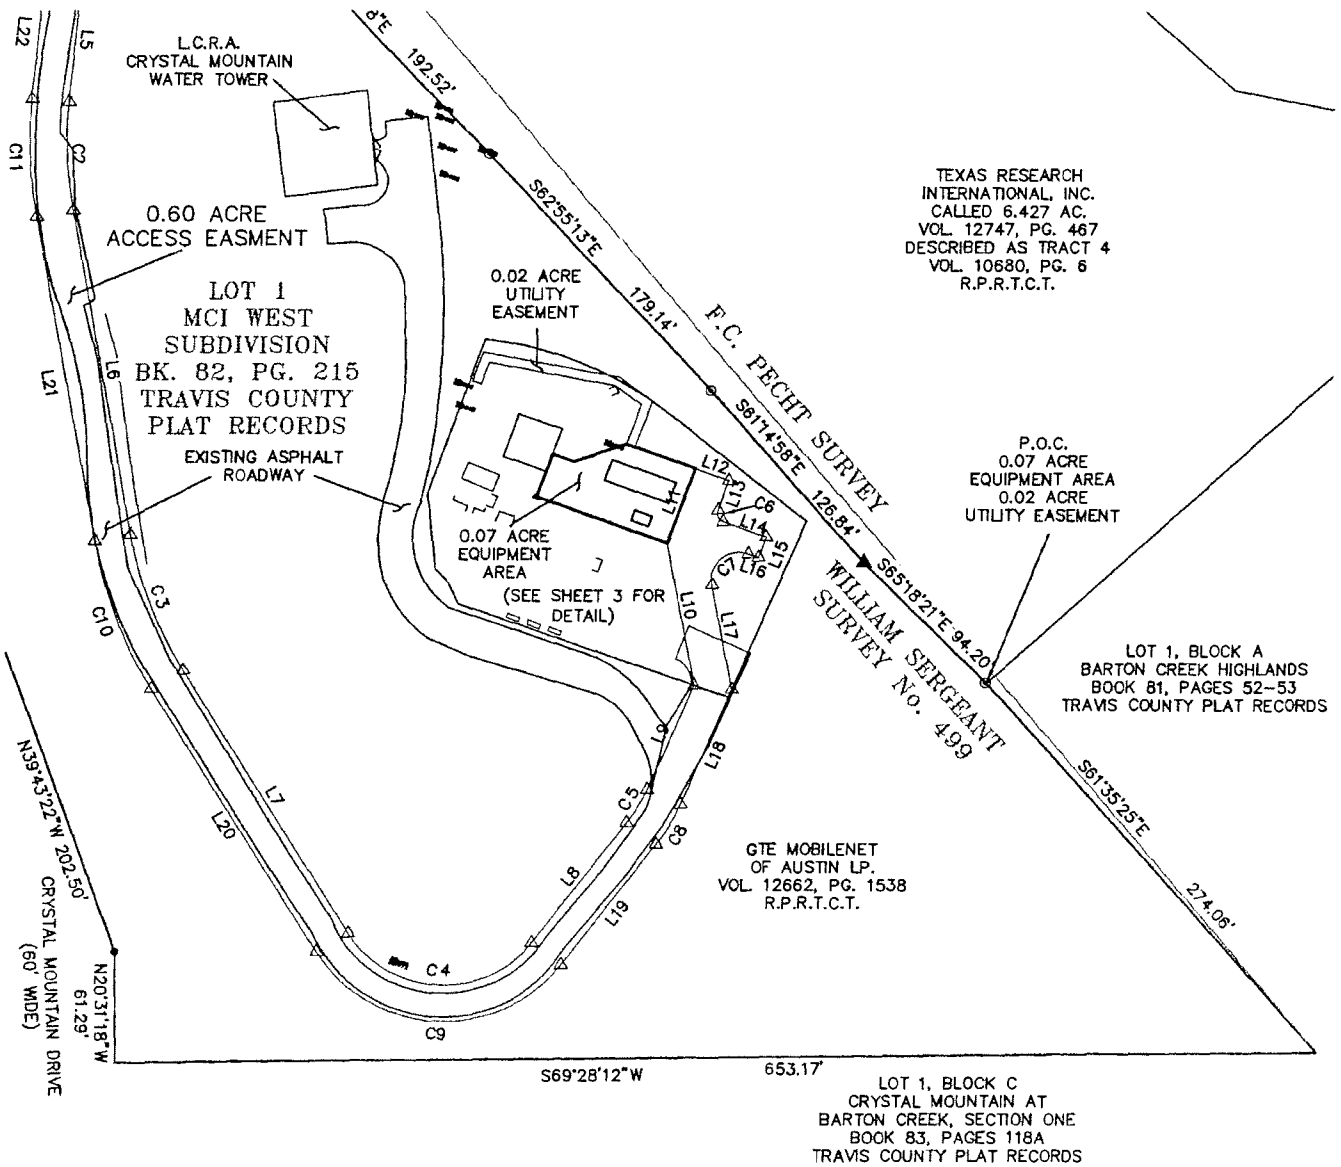 L22
L5
L.C.R.A.
CRYSTAL MOUNTAIN
WATER TOWER
8"E
192.52'
C11
C2
0.60 ACRE
ACCESS EASMENT
LOT 1
MCI WEST
SUBDIVISION
BK. 82, PG. 215
TRAVIS COUNTY
PLAT RECORDS
EXISTING ASPHALT
ROADWAY
L21
L6
0.02 ACRE
UTILITY
EASEMENT
S62°55'13"E
179.14'
F.C. PECHT SURVEY
TEXAS RESEARCH
INTERNATIONAL, INC.
CALLED 6.427 AC.
VOL. 12747, PG. 467
DESCRIBED AS TRACT 4
VOL. 10680, PG. 6
R.P.R.T.C.T.
S61°14'58"E
126.84'
P.O.C.
0.07 ACRE
EQUIPMENT AREA
0.02 ACRE
UTILITY EASEMENT
L12
L13
L11
C6
L14
L15
L16
C7
0.07 ACRE
EQUIPMENT
AREA
(SEE SHEET 3 FOR
DETAIL)
L10
L17
C3
C10
S65°18'21"E 94.20'
WILLIAM SERGEANT
SURVEY No. 499
LOT 1, BLOCK A
BARTON CREEK HIGHLANDS
BOOK 81, PAGES 52-53
TRAVIS COUNTY PLAT RECORDS
L9
L18
N39°43'22"W 202.50'
L7
L20
C5
C8
S61°35'25"E
274.06'
GTE MOBILENET
OF AUSTIN LP.
VOL. 12662, PG. 1538
R.P.R.T.C.T.
L8
L19
C4
C9
CRYSTAL MOUNTAIN DRIVE
(60' WIDE)
N20°31'18"W
61.29'
S69°28'12"W
653.17'
LOT 1, BLOCK C
CRYSTAL MOUNTAIN AT
BARTON CREEK, SECTION ONE
BOOK 83, PAGES 118A
TRAVIS COUNTY PLAT RECORDS